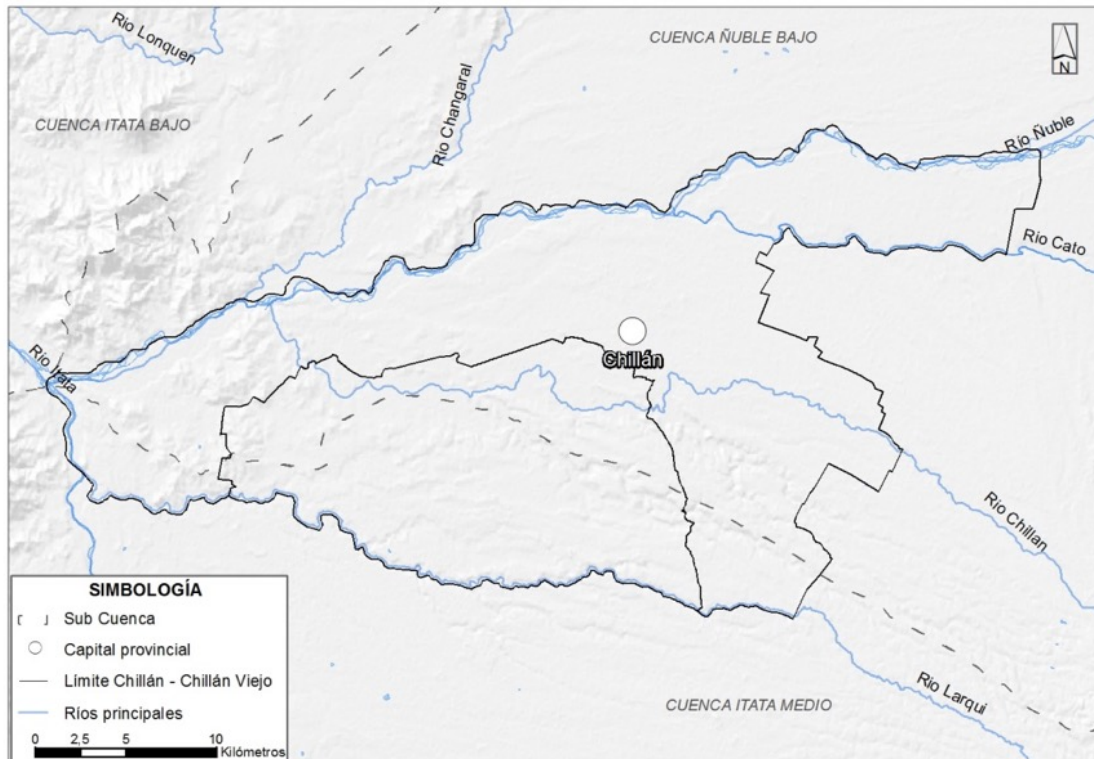 Rio Lonquen
CUENCA ÑUBLE BAJO
N
CUENCA ITATA BAJO
Rio Changaral
Río Ñuble
Rio Cato
Rio Itata
Chillán
Rio Chillan
Rio Larqui
CUENCA ITATA MEDIO
SIMBOLOGÍA
Sub Cuenca
Capital provincial
Límite Chillán - Chillán Viejo
Ríos principales
0 2,5 5 10
Kilómetros